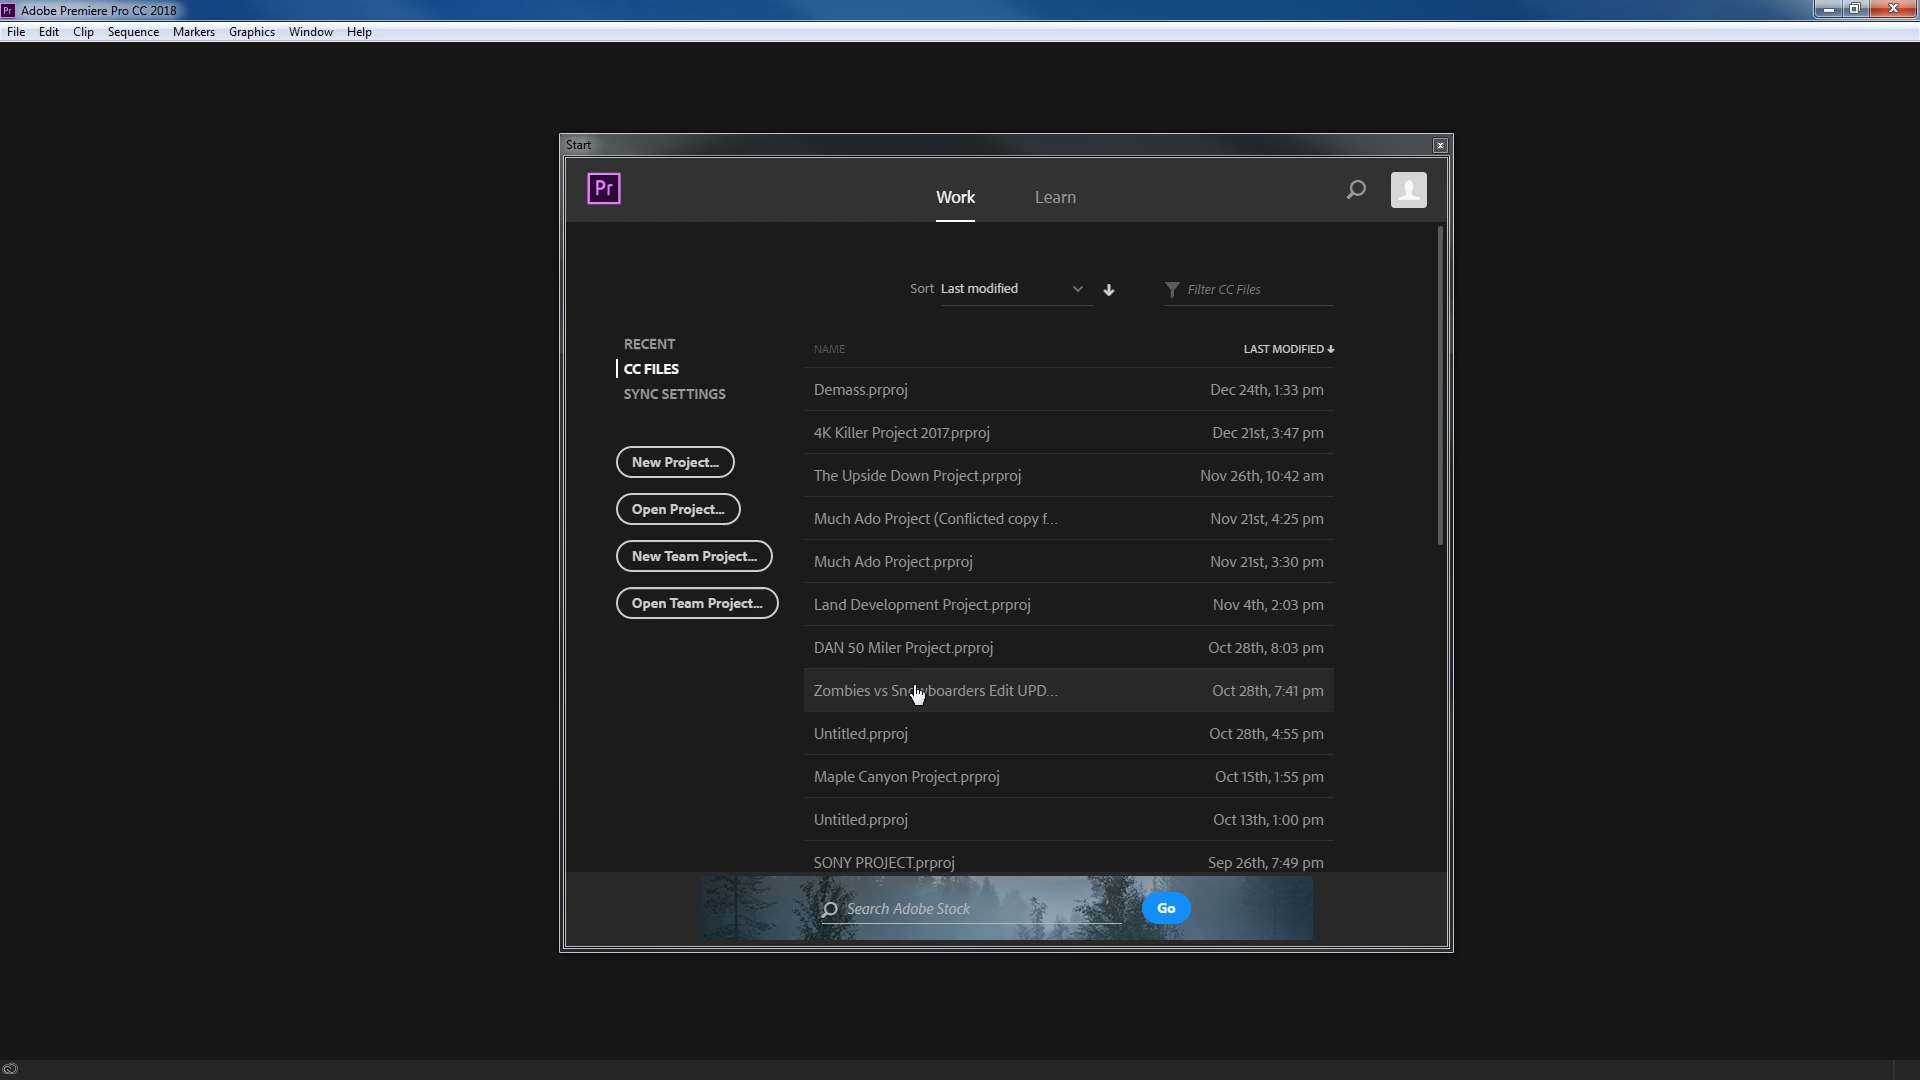 Pr Adobe Premiere Pro CC 2018
File Edit Clip Sequence Markers Graphics Window Help
Start
Pr Work Learn
Sort Last modified Filter CC Files
RECENT
CC FILES
SYNC SETTINGS
New Project...
Open Project...
New Team Project...
Open Team Project...
NAME LAST MODIFIED
Demass.prproj Dec 24th, 1:33 pm
4K Killer Project 2017.prproj Dec 21st, 3:47 pm
The Upside Down Project.prproj Nov 26th, 10:42 am
Much Ado Project (Conflicted copy f... Nov 21st, 4:25 pm
Much Ado Project.prproj Nov 21st, 3:30 pm
Land Development Project.prproj Nov 4th, 2:03 pm
DAN 50 Miler Project.prproj Oct 28th, 8:03 pm
Zombies vs Snowboarders Edit UPD... Oct 28th, 7:41 pm
Untitled.prproj Oct 28th, 4:55 pm
Maple Canyon Project.prproj Oct 15th, 1:55 pm
Untitled.prproj Oct 13th, 1:00 pm
SONY PROJECT.prproj Sep 26th, 7:49 pm
Search Adobe Stock Go